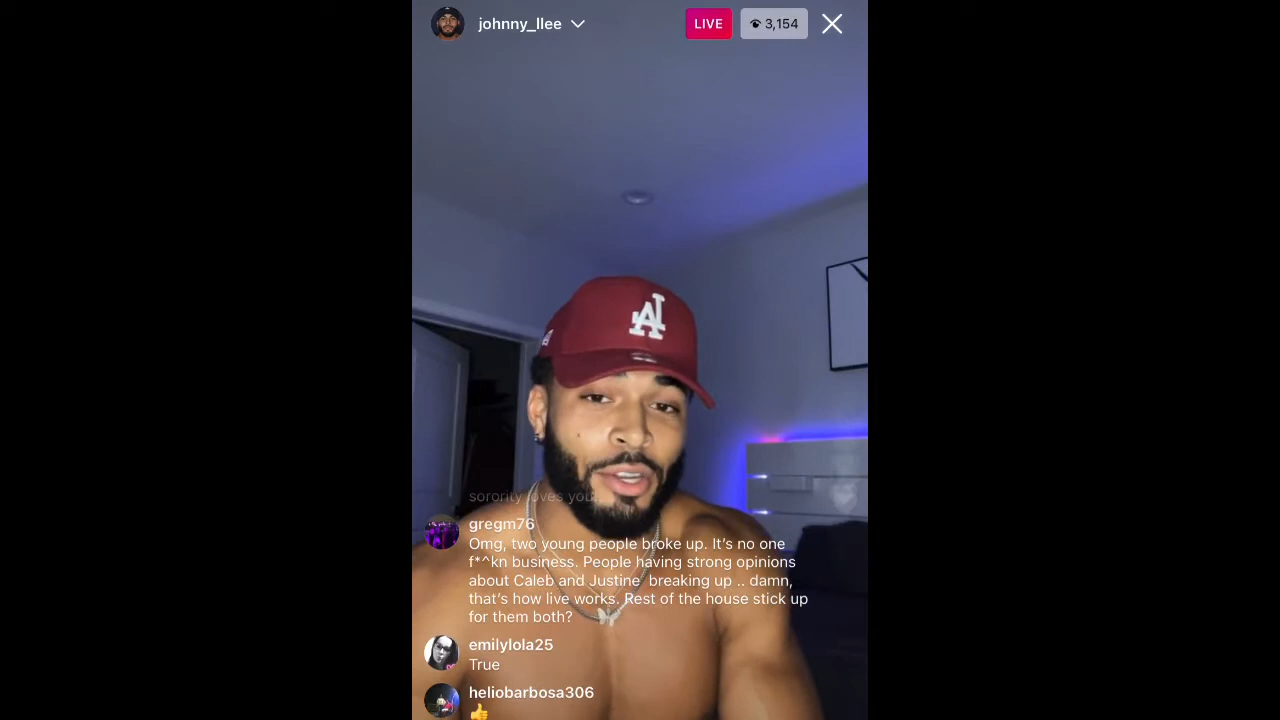 johnny_llee
LIVE
3,154
LA
sorority loves you
gregm76
Omg, two young people broke up. It’s no one
f*^kn business. People having strong opinions
about Caleb and Justine  breaking up .. damn,
that’s how live works. Rest of the house stick up
for them both?
emilylola25
True
heliobarbosa306
👍